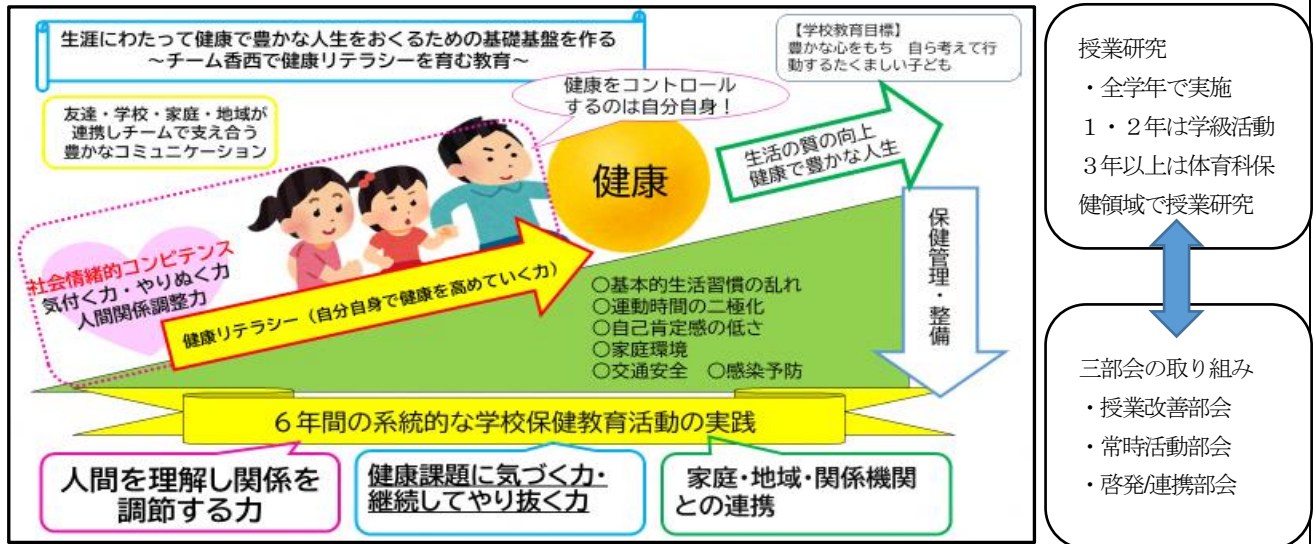 生涯にわたって健康で豊かな人生をおくるための基礎基盤を作る
～チーム香西で健康リテラシーを育む教育～
【学校教育目標】
豊かな心をもち　自ら考えて行
動するたくましい子ども
友達・学校・家庭・地域が
連携しチームで支え合う
豊かなコミュニケーション
健康をコントロール
するのは自分自身！
健康
生活の質の向上
健康で豊かな人生
社会情緒的コンピテンス
気付く力・やりぬく力
人間関係調整力
健康リテラシー（自分自身で健康を高めていく力）
○基本的生活習慣の乱れ
○運動時間の二極化
○自己肯定感の低さ
○家庭環境
○交通安全　○感染予防
保健管理・整備
６年間の系統的な学校保健教育活動の実践
人間を理解し関係を
調節する力
健康課題に気づく力・
継続してやり抜く力
家庭・地域・関係機関
との連携
授業研究
・全学年で実施
１・２年は学級活動
３年以上は体育科保
健領域で授業研究
三部会の取り組み
・授業改善部会
・常時活動部会
・啓発/連携部会